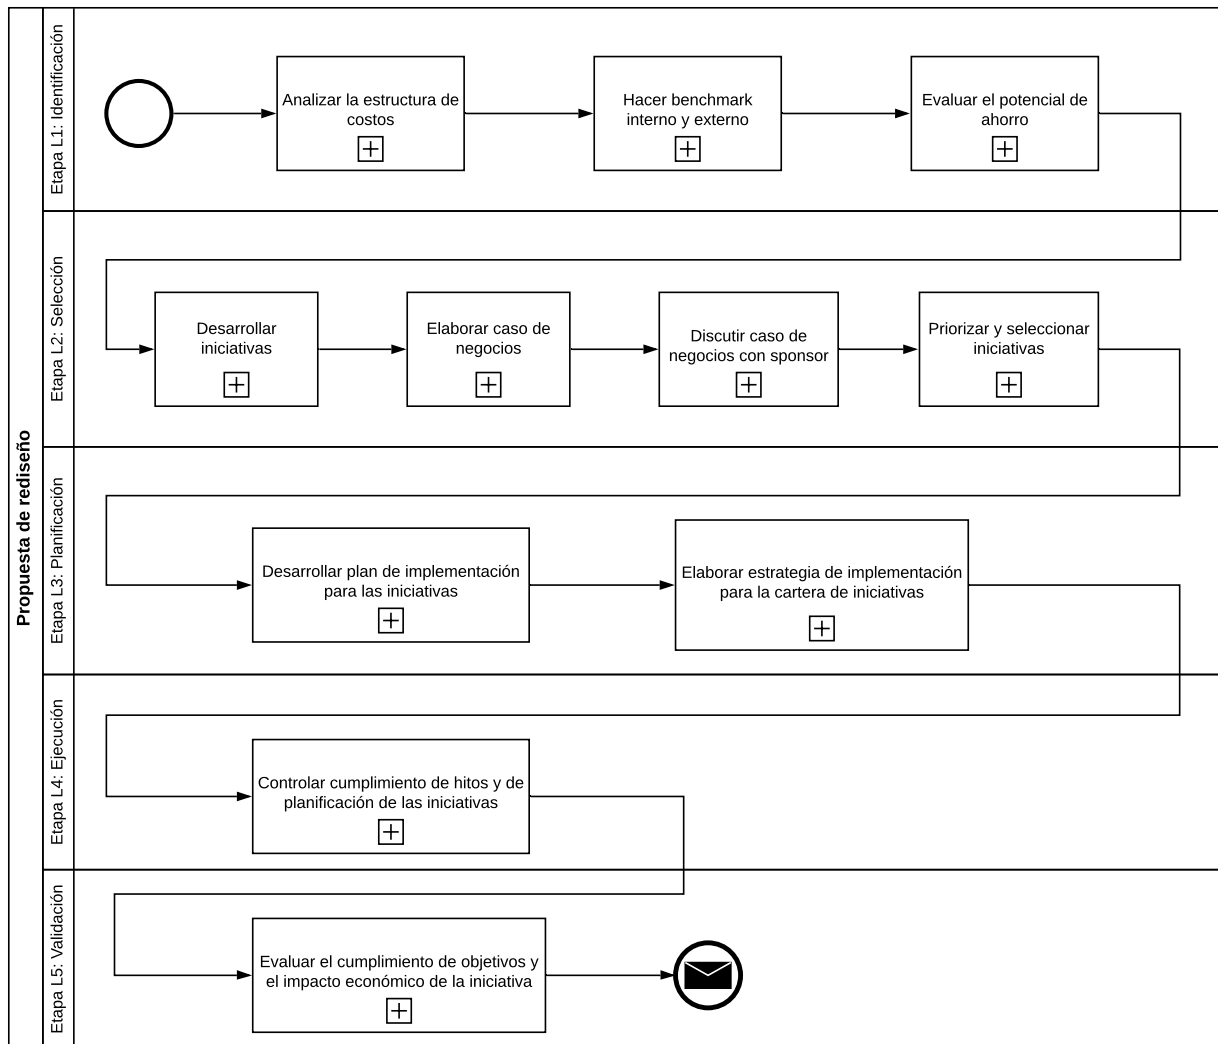 Propuesta de rediseño
Etapa L1: Identificación
Analizar la estructura de
costos
Hacer benchmark
interno y externo
Evaluar el potencial de
ahorro
Etapa L2: Selección
Desarrollar
iniciativas
Elaborar caso de
negocios
Discutir caso de
negocios con sponsor
Priorizar y seleccionar
iniciativas
Etapa L3: Planificación
Desarrollar plan de implementación
para las iniciativas
Elaborar estrategia de implementación
para la cartera de iniciativas
Etapa L4: Ejecución
Controlar cumplimiento de hitos y de
planificación de las iniciativas
Etapa L5: Validación
Evaluar el cumplimiento de objetivos y
el impacto económico de la iniciativa